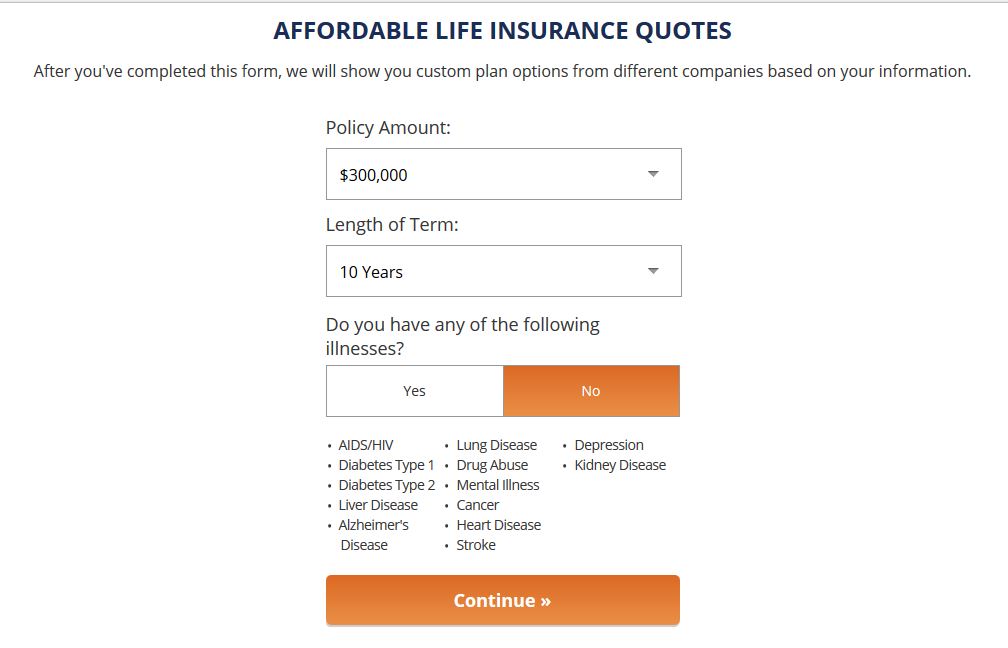 AFFORDABLE LIFE INSURANCE QUOTES
After you've completed this form, we will show you custom plan options from different companies based on your information.
Policy Amount:
$300,000
Length of Term:
10 Years
Do you have any of the following
illnesses?
Yes No
• AIDS/HIV • Lung Disease • Depression
• Diabetes Type 1 • Drug Abuse • Kidney Disease
• Diabetes Type 2 • Mental Illness
• Liver Disease • Cancer
• Alzheimer's • Heart Disease
Disease • Stroke
Continue »